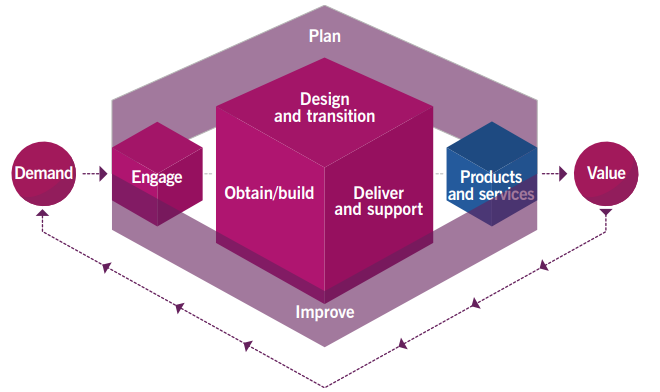 Plan
Design
and transition
Demand
Engage
Obtain/build
Deliver
and support
Products
and services
Value
Improve